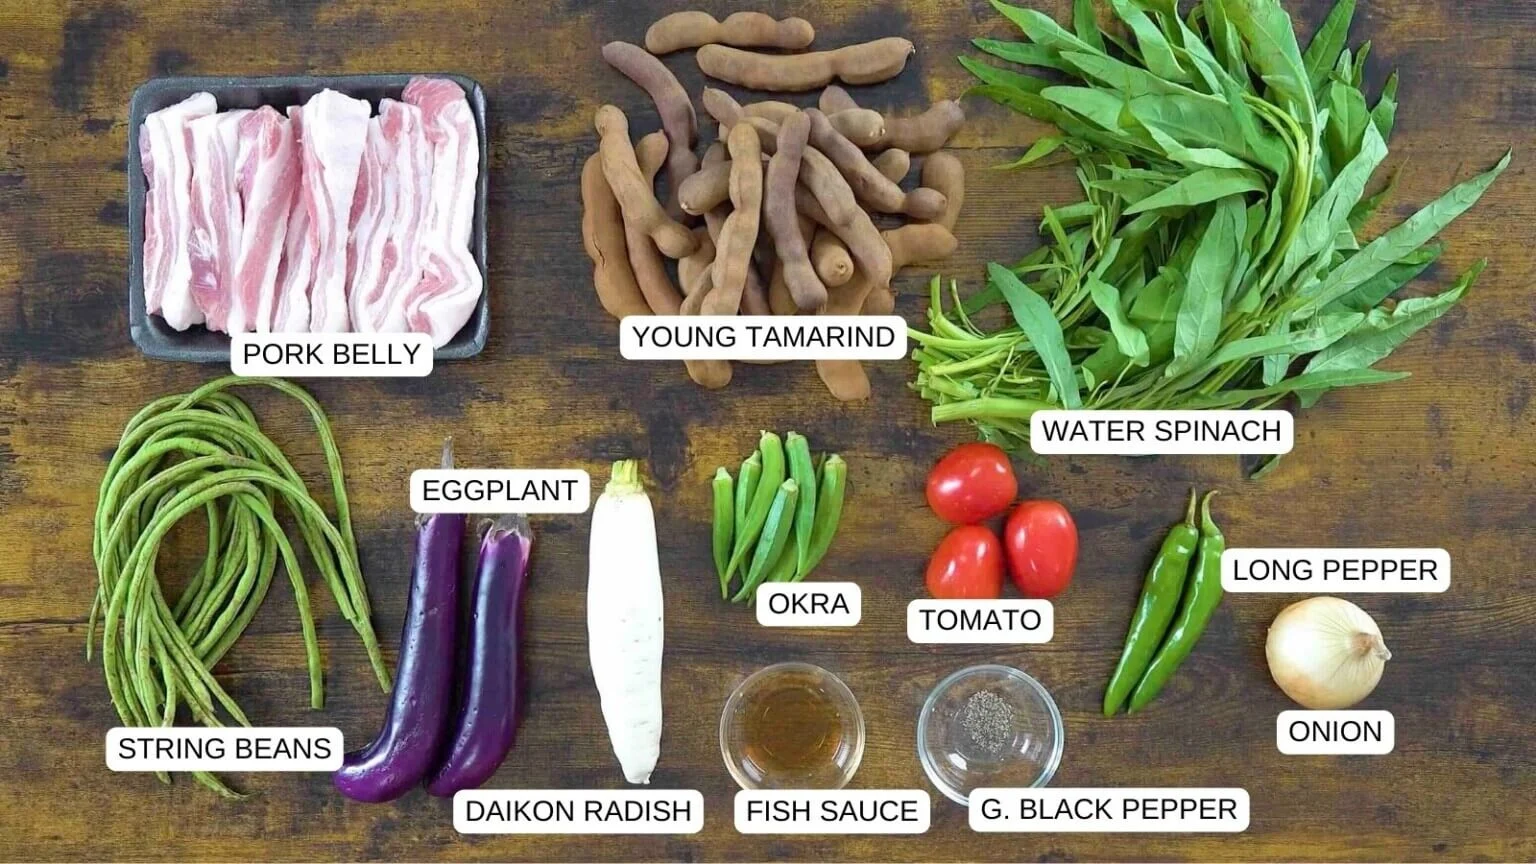 PORK BELLY
YOUNG TAMARIND
WATER SPINACH
EGGPLANT
STRING BEANS
DAIKON RADISH
OKRA
TOMATO
LONG PEPPER
ONION
FISH SAUCE
G. BLACK PEPPER